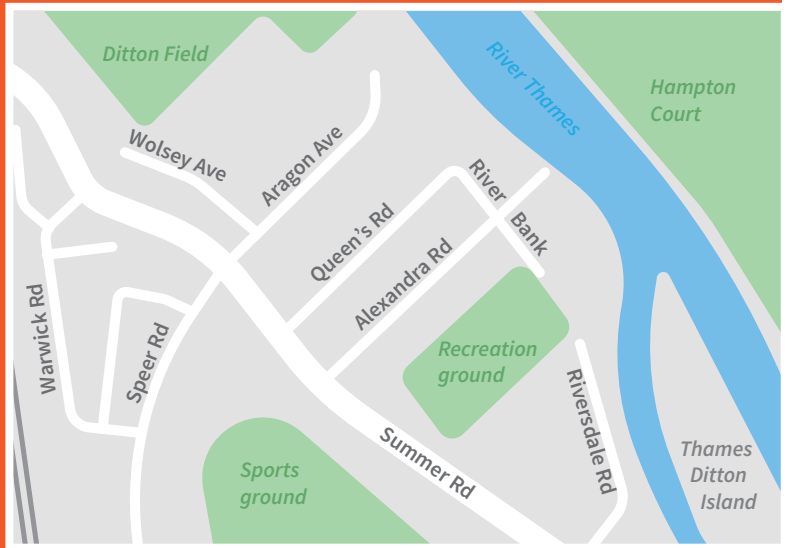 Ditton Field
River Thames
Hampton
Court
Wolsey Ave
Aragon Ave
River Bank
Queen's Rd
Alexandra Rd
Warwick Rd
Speer Rd
Recreation
ground
Riversdale Rd
Summer Rd
Sports
ground
Thames
Ditton
Island